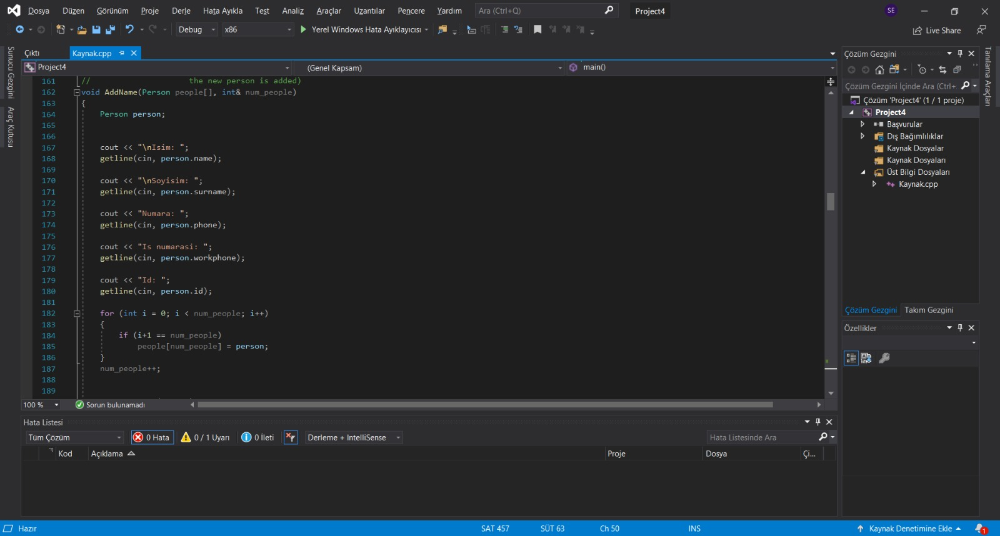 Dosya Düzen Görünüm Proje Derle Hata Ayıkla Test Analiz Araçlar Uzantılar Pencere Yardım Ara (Ctrl+Q) Project4 SE
Debug x86 Yerel Windows Hata Ayıklayıcısı Live Share
Sunucu Gezgini
Araç Kutusu
Çıktı Kaynak.cpp
Project4 (Genel Kapsam) main()
161 // the new person is added)
162 void AddName(Person people[], int& num_people)
163 {
164 Person person;
165
166
167 cout << "\nIsim: ";
168 getline(cin, person.name);
169
170 cout << "\nSoyisim: ";
171 getline(cin, person.surname);
172
173 cout << "Numara: ";
174 getline(cin, person.phone);
175
176 cout << "Is numarasi: ";
177 getline(cin, person.workphone);
178
179 cout << "Id: ";
180 getline(cin, person.id);
181
182 for (int i = 0; i < num_people; i++)
183 {
184 if (i+1 == num_people)
185 people[num_people] = person;
186 }
187 num_people++;
188
189
100 % Sorun bulunamadı
Hata Listesi
Tüm Çözüm 0 Hata 0 / 1 Uyarı 0 İleti Derleme + IntelliSense Hata Listesinde Ara
Kod Açıklama Proje Dosya Çi...
Çözüm Gezgini
Çözüm Gezgini İçinde Ara (Ctrl+
Çözüm 'Project4' (1 / 1 proje)
Project4
Başvurular
Dış Bağımlılıklar
Kaynak Dosyalar
Kaynak Dosyaları
Üst Bilgi Dosyaları
Kaynak.cpp
Çözüm Gezgini Takım Gezgini
Özellikler
Tanılama Araçları
Hazır SAT 457 SÜT 63 Ch 50 INS Kaynak Denetimine Ekle 1